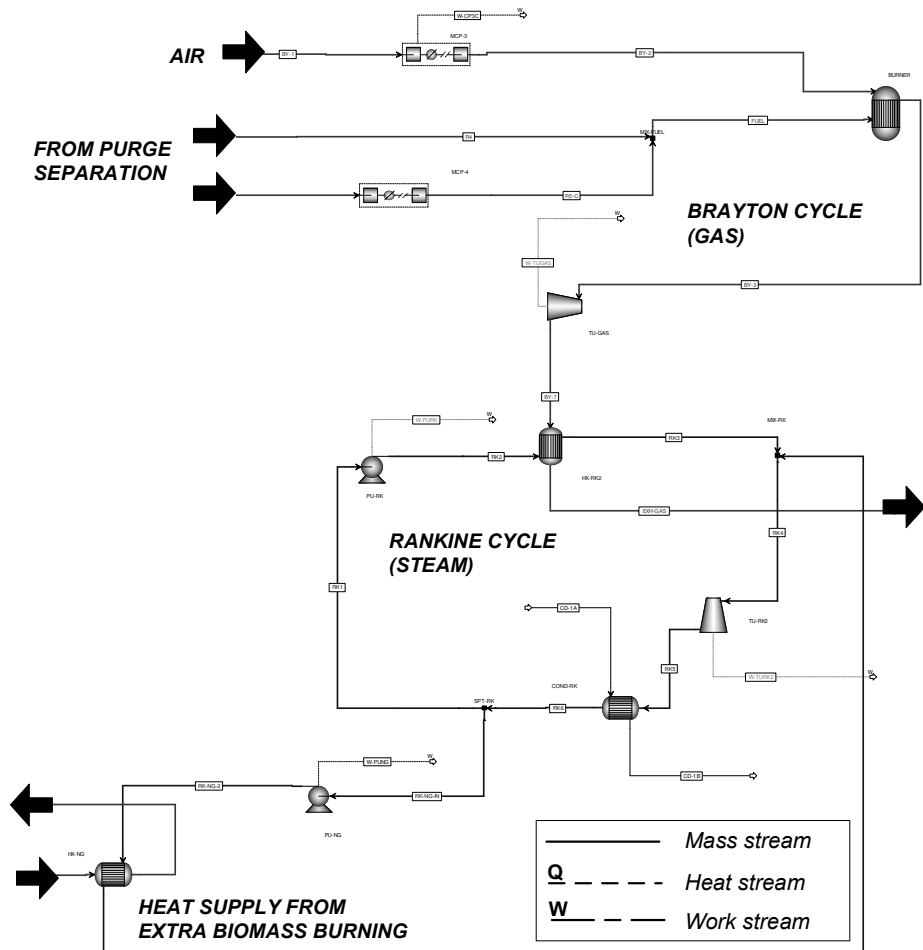 W
W-CP3C
MCP-3
AIR
BY-1
BY-2
BURNER
FROM PURGE
SEPARATION
R4
MIX-FUEL
FUEL
MCP-4
R5-C
BRAYTON CYCLE
(GAS)
W
W-TUGAS
BY-3
TU-GAS
BY-7
W-PURK
W
MIX-RK
RK3
RK2
PU-RK
HX-RK2
EXH-GAS
RANKINE CYCLE
(STEAM)
RK4
RK1
CD-1A
TU-RK2
RK5
W-TURK2
W
COND-RK
SPT-RK
RK6
W-PUNG
W
CD-1B
RK-NG-2
RK-NG-IN
PU-NG
HX-NG
HEAT SUPPLY FROM
EXTRA BIOMASS BURNING
Mass stream
Q
Heat stream
W
Work stream